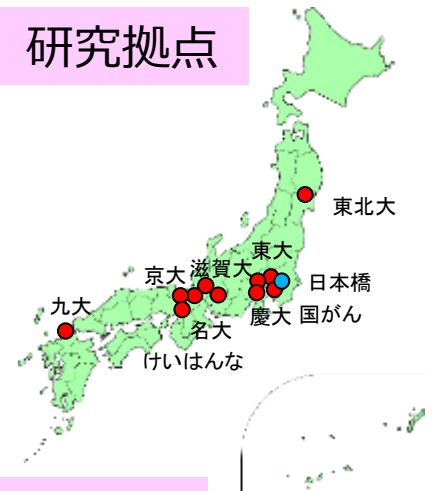 研究拠点
東北大
東大
日本橋
京大
滋賀大
慶大
国がん
九大
名大
けいはんな